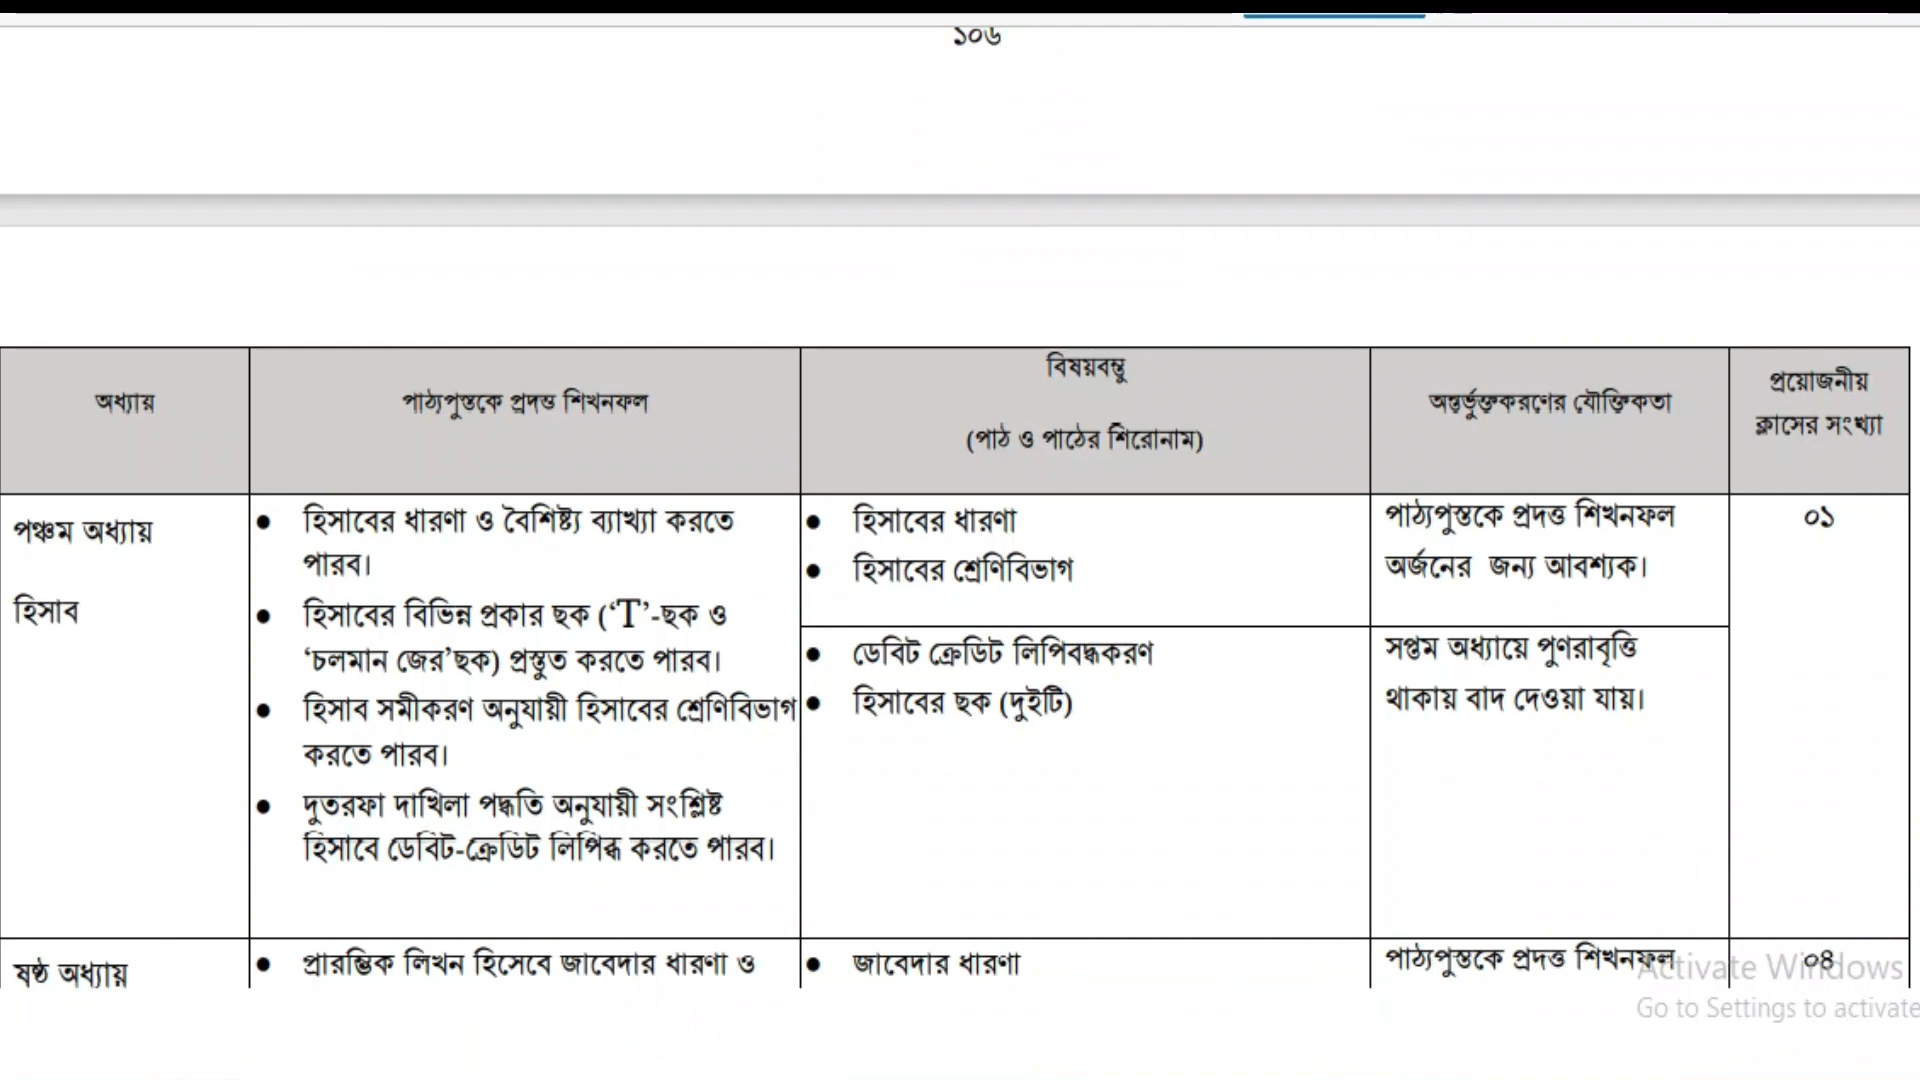 ১০৬
অধ্যায়
পাঠ্যপুস্তকে প্রদত্ত শিখনফল
বিষয়বস্তু
(পাঠ ও পাঠের শিরোনাম)
অন্তর্ভুক্তকরণের যৌক্তিকতা
প্রয়োজনীয়
ক্লাসের সংখ্যা
পঞ্চম অধ্যায়
হিসাব
● হিসাবের ধারণা ও বৈশিষ্ট্য ব্যাখ্যা করতে
পারব।
● হিসাবের বিভিন্ন প্রকার ছক (‘T’-ছক ও
‘চলমান জের’ছক) প্রস্তুত করতে পারব।
● হিসাব সমীকরণ অনুযায়ী হিসাবের শ্রেণিবিভাগ
করতে পারব।
● দুতরফা দাখিলা পদ্ধতি অনুযায়ী সংশ্লিষ্ট
হিসাবে ডেবিট-ক্রেডিট লিপিব্ধ করতে পারব।
● হিসাবের ধারণা
● হিসাবের শ্রেণিবিভাগ
পাঠ্যপুস্তকে প্রদত্ত শিখনফল
অর্জনের জন্য আবশ্যক।
০১
● ডেবিট ক্রেডিট লিপিবদ্ধকরণ
● হিসাবের ছক (দুইটি)
সপ্তম অধ্যায়ে পুণরাবৃত্তি
থাকায় বাদ দেওয়া যায়।
ষষ্ঠ অধ্যায়
● প্রারম্ভিক লিখন হিসেবে জাবেদার ধারণা ও
● জাবেদার ধারণা
পাঠ্যপুস্তকে প্রদত্ত শিখনফল
০৪
Activate Windows
Go to Settings to activate